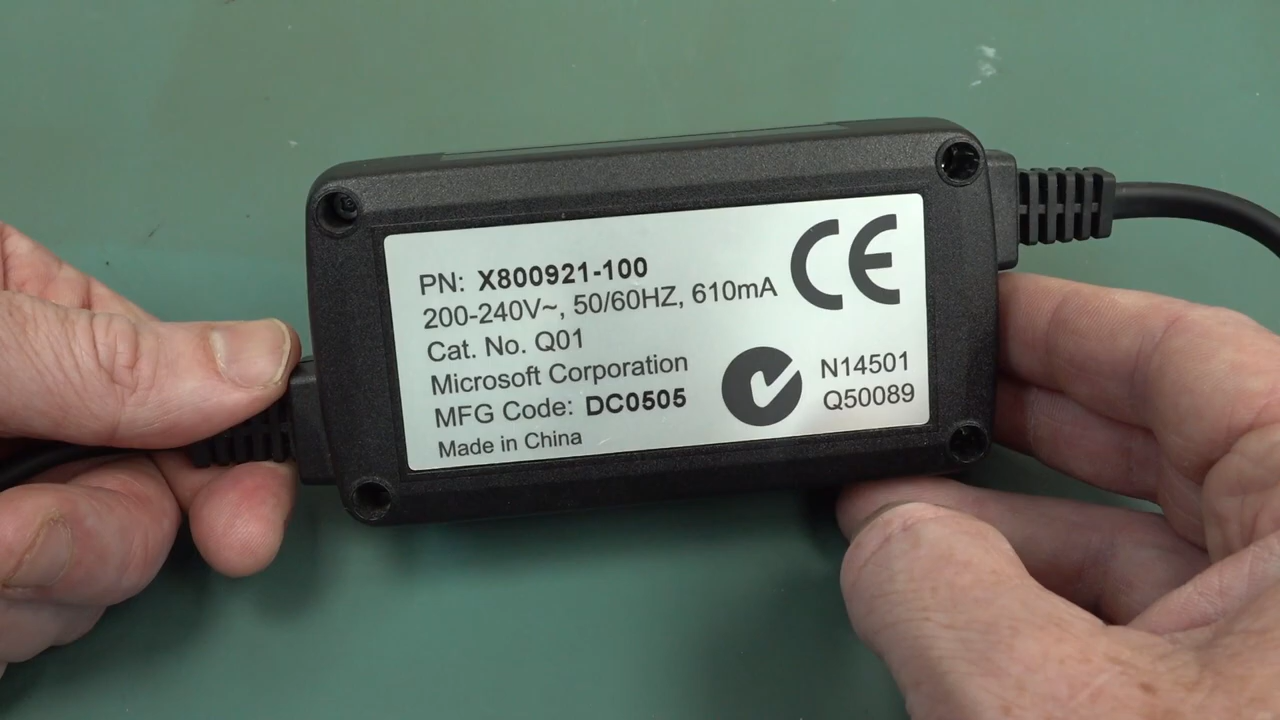 PN: X800921-100
200-240V~, 50/60HZ, 610mA
Cat. No. Q01
Microsoft Corporation
MFG Code: DC0505
Made in China
CE
N14501
Q50089